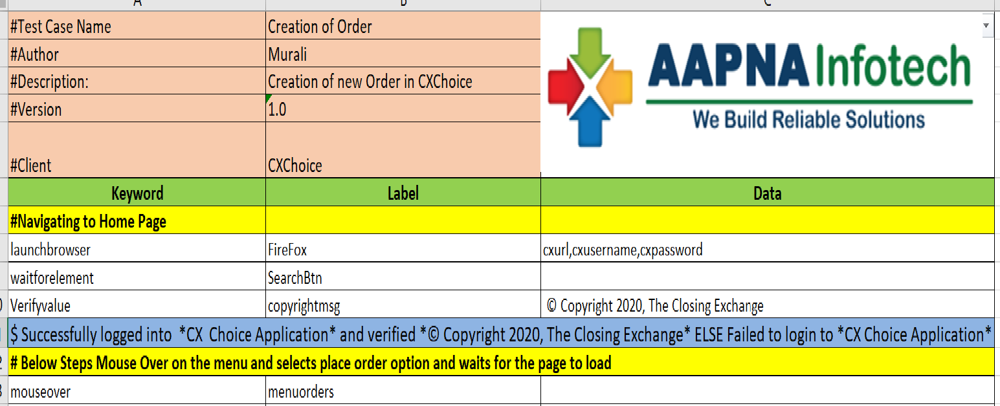 A B C
#Test Case Name Creation of Order
#Author Murali
#Description: Creation of new Order in CXChoice
#Version 1.0
#Client CXChoice
AAPNA Infotech
We Build Reliable Solutions
Keyword Label Data
#Navigating to Home Page
launchbrowser FireFox cxurl,cxusername,cxpassword
waitforelement SearchBtn
Verifyvalue copyrightmsg © Copyright 2020, The Closing Exchange
$ Successfully logged into *CX Choice Application* and verified *© Copyright 2020, The Closing Exchange* ELSE Failed to login to *CX Choice Application*
# Below Steps Mouse Over on the menu and selects place order option and waits for the page to load
mouseover menuorders